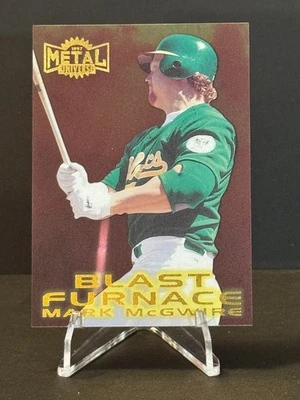 1997
METAL
UNIVERSE
A's
BLAST
FURNACE
MARK McGWIRE